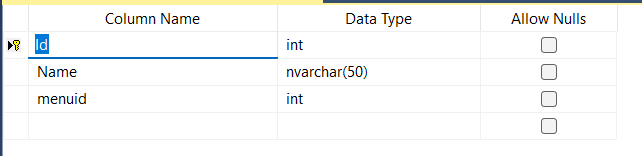 Column Name Data Type Allow Nulls
Id int
Name nvarchar(50)
menuid int